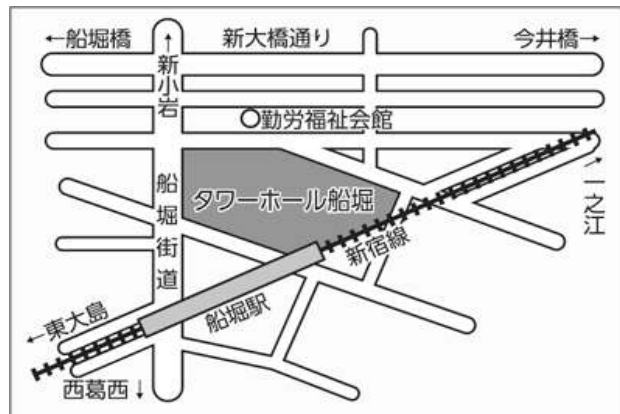 ←船堀橋
↑新小岩
新大橋通り
今井橋→
勤労福祉会館
船堀街道
タワーホール船堀
一之江→
新宿線
船堀駅
←東大島
西葛西↓